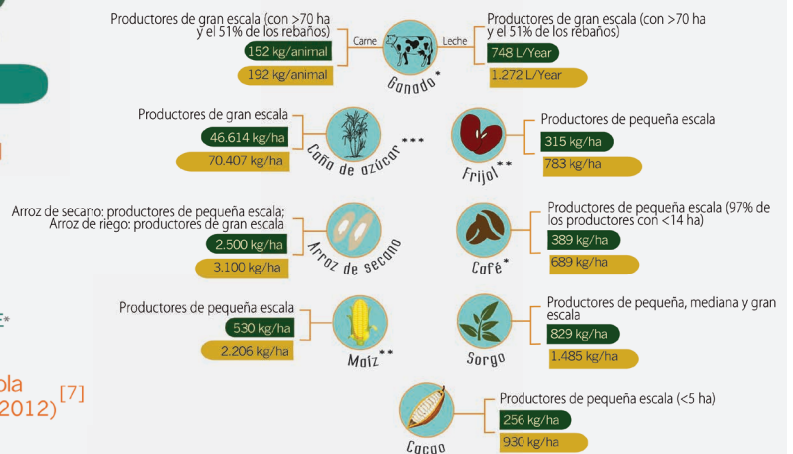 Productores de gran escala (con >70 ha
y el 51% de los rebaños)
152 kg/animal
192 kg/animal
Carne
Ganado*
Leche
Productores de gran escala (con >70 ha
y el 51% de los rebaños)
748 L/Year
1.272 L/Year
Productores de gran escala
46.614 kg/ha
70.407 kg/ha
Caña de azúcar***
Productores de pequeña escala
315 kg/ha
783 kg/ha
Frijol**
Arroz de secano: productores de pequeña escala;
Arroz de riego: productores de gran escala
2.500 kg/ha
3.100 kg/ha
Arroz de secano
Productores de pequeña escala (97% de
los productores con <14 ha)
389 kg/ha
689 kg/ha
Café*
Productores de pequeña escala
530 kg/ha
2.206 kg/ha
Maíz**
Productores de pequeña, mediana y gran
escala
829 kg/ha
1.485 kg/ha
Sorgo
Productores de pequeña escala (<5 ha)
256 kg/ha
930 kg/ha
Cacao
E*
ola
2012) [7]